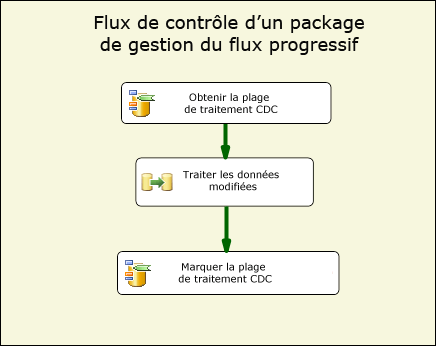 Flux de contrôle d’un package
de gestion du flux progressif
Obtenir la plage
de traitement CDC
Traiter les données
modifiées
Marquer la plage
de traitement CDC